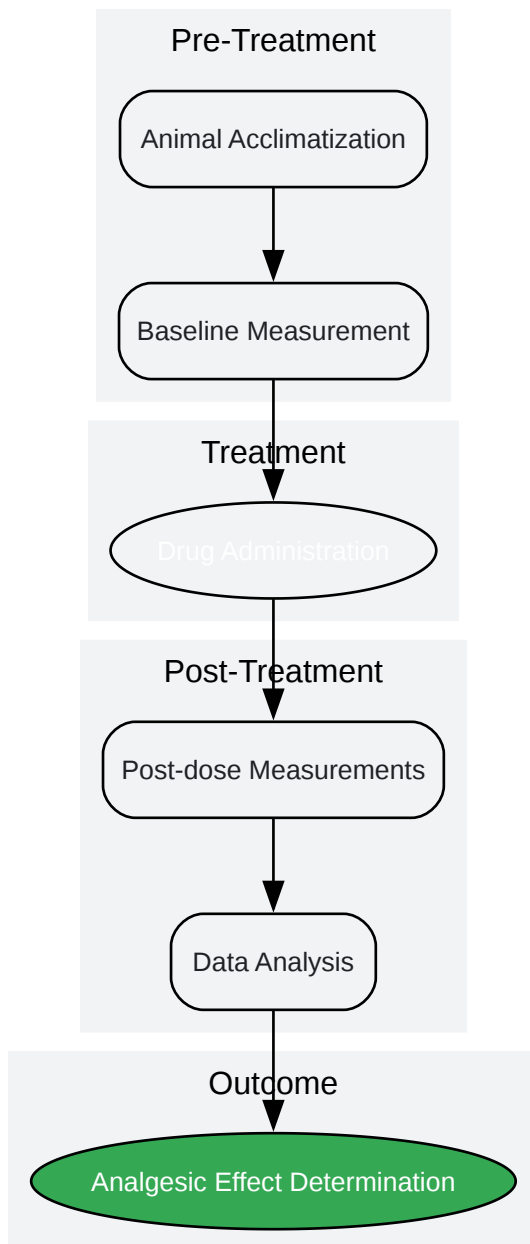 Pre-Treatment
Animal Acclimatization
Baseline Measurement
Treatment
Drug Administration
Post-Treatment
Post-dose Measurements
Data Analysis
Outcome
Analgesic Effect Determination